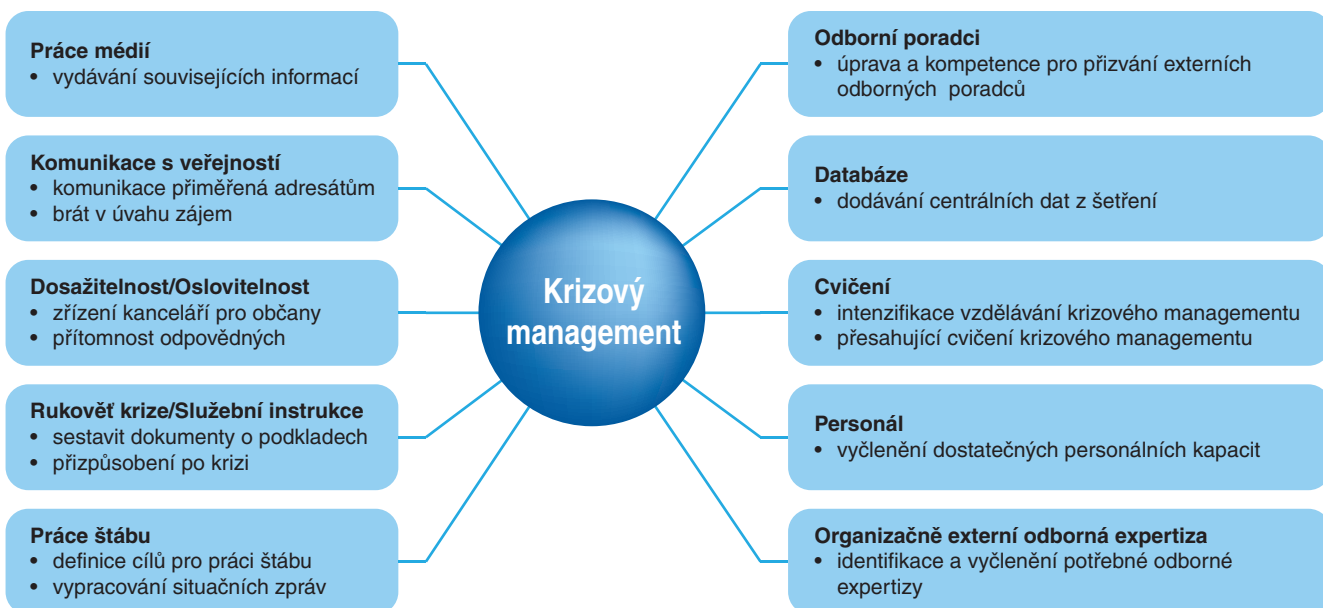 Práce médií
• vydávání souvisejících informací
Komunikace s veřejností
• komunikace přiměřená adresátům
• brát v úvahu zájem
Dosažitelnost/Oslovitelnost
• zřízení kanceláří pro občany
• přítomnost odpovědných
Rukověť krize/Služební instrukce
• sestavit dokumenty o podkladech
• přizpůsobení po krizi
Práce štábu
• definice cílů pro práci štábu
• vypracování situačních zpráv
Krizový
management
Odborní poradci
• úprava a kompetence pro přizvání externích
odborných poradců
Databáze
• dodávání centrálních dat z šetření
Cvičení
• intenzifikace vzdělávání krizového managementu
• přesahující cvičení krizového managementu
Personál
• vyčlenění dostatečných personálních kapacit
Organizačně externí odborná expertiza
• identifikace a vyčlenění potřebné odborné
expertizy